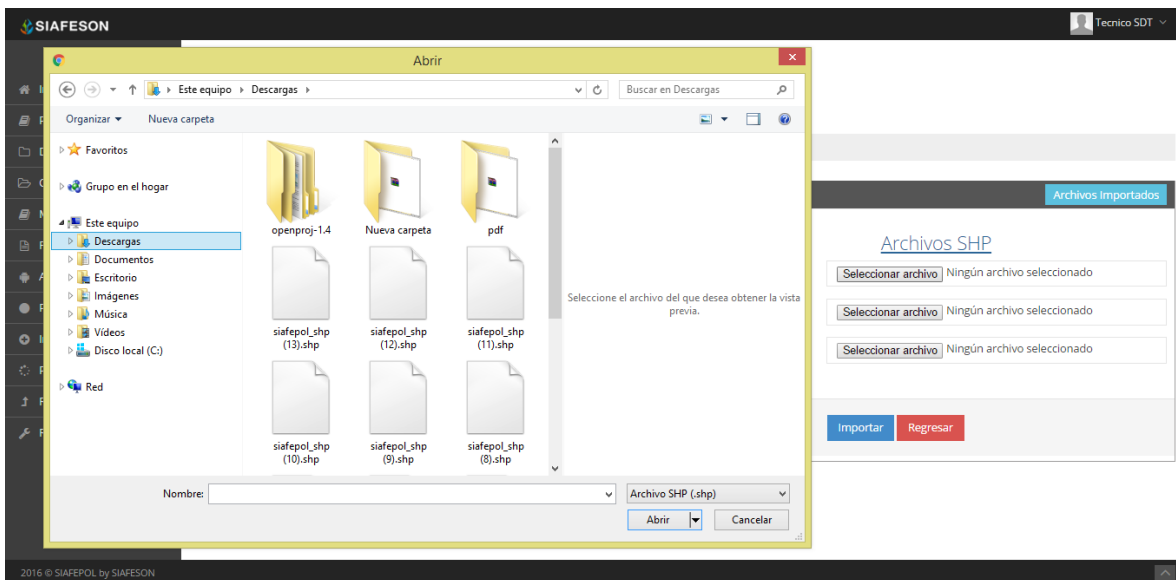 SIAFESON
Tecnico SDT
Abrir
Este equipo
Descargas
Buscar en Descargas
Organizar
Nueva carpeta
Favoritos
Grupo en el hogar
Este equipo
Descargas
Documentos
Escritorio
Imágenes
Música
Vídeos
Disco local (C:)
Red
openproj-1.4
Nueva carpeta
pdf
siafepol_shp
(13).shp
siafepol_shp
(12).shp
siafepol_shp
(11).shp
siafepol_shp
(10).shp
siafepol_shp
(9).shp
siafepol_shp
(8).shp
Seleccione el archivo del que desea obtener la vista
previa.
Nombre:
Archivo SHP (.shp)
Abrir
Cancelar
Archivos Importados
Archivos SHP
Seleccionar archivo Ningún archivo seleccionado
Seleccionar archivo Ningún archivo seleccionado
Seleccionar archivo Ningún archivo seleccionado
Importar
Regresar
2016 © SIAFEPOL by SIAFESON